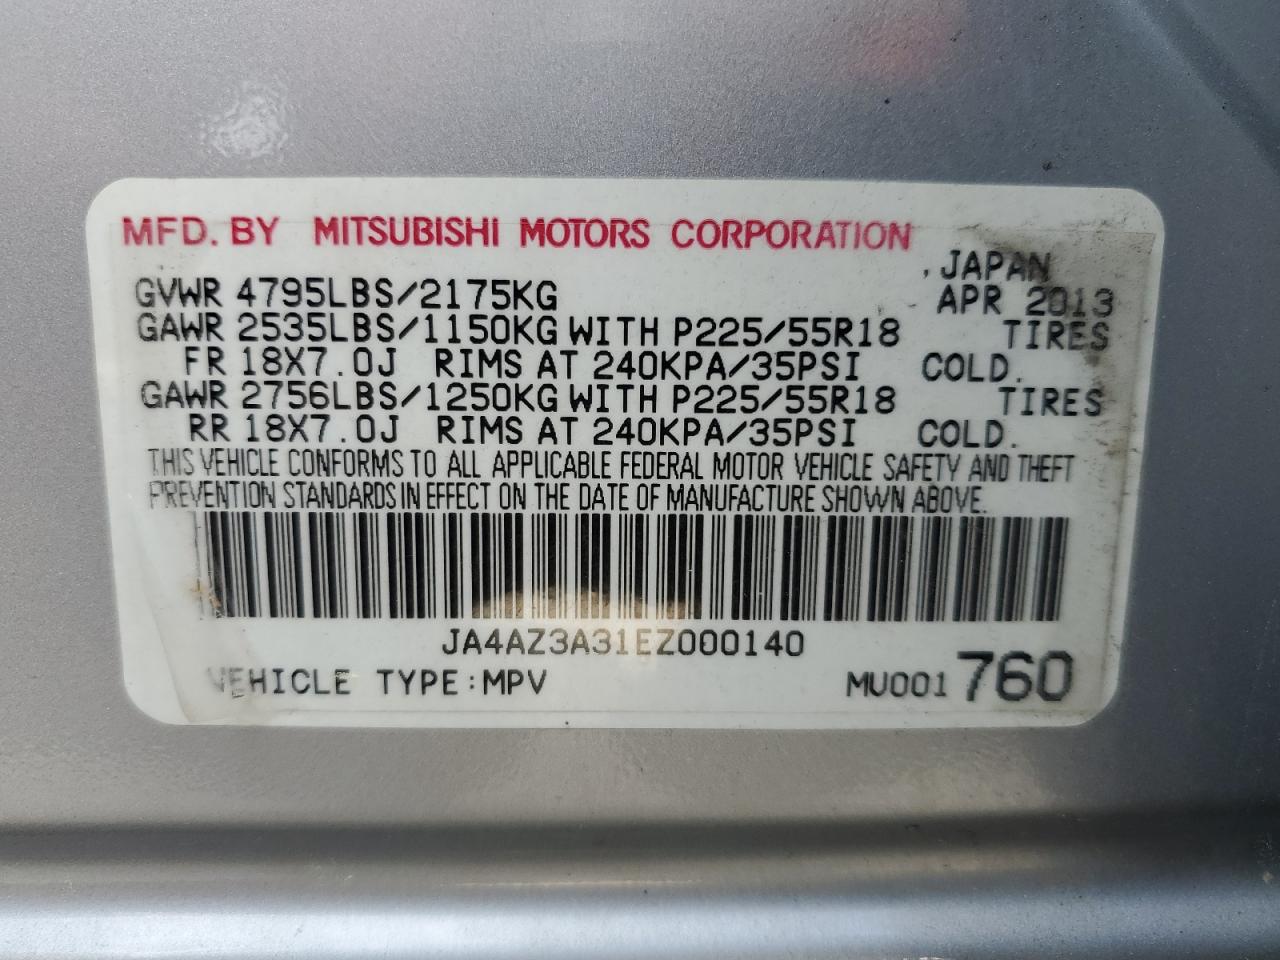 MFD. BY MITSUBISHI MOTORS CORPORATION
JAPAN
GVWR 4795LBS/2175KG APR 2013
GAWR 2535LBS/1150KG WITH P225/55R18 TIRES
FR 18X7.0J RIMS AT 240KPA/35PSI COLD.
GAWR 2756LBS/1250KG WITH P225/55R18 TIRES
RR 18X7.0J RIMS AT 240KPA/35PSI COLD.
THIS VEHICLE CONFORMS TO ALL APPLICABLE FEDERAL MOTOR VEHICLE SAFETY AND THEFT
PREVENTION STANDARDS IN EFFECT ON THE DATE OF MANUFACTURE SHOWN ABOVE.
JA4AZ3A31EZ000140
VEHICLE TYPE:MPV MU001 760